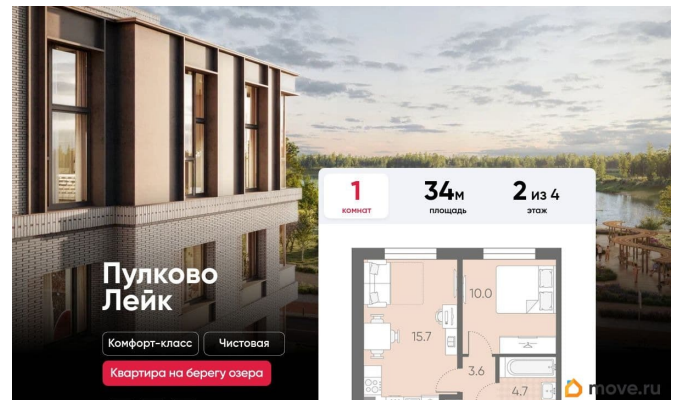 1
комнат
34м
площадь
2 из 4
этаж
Пулково
Лейк
10.0
15.7
Комфорт-класс
Чистовая
3.6
Квартира на берегу озера
4.7
move.ru